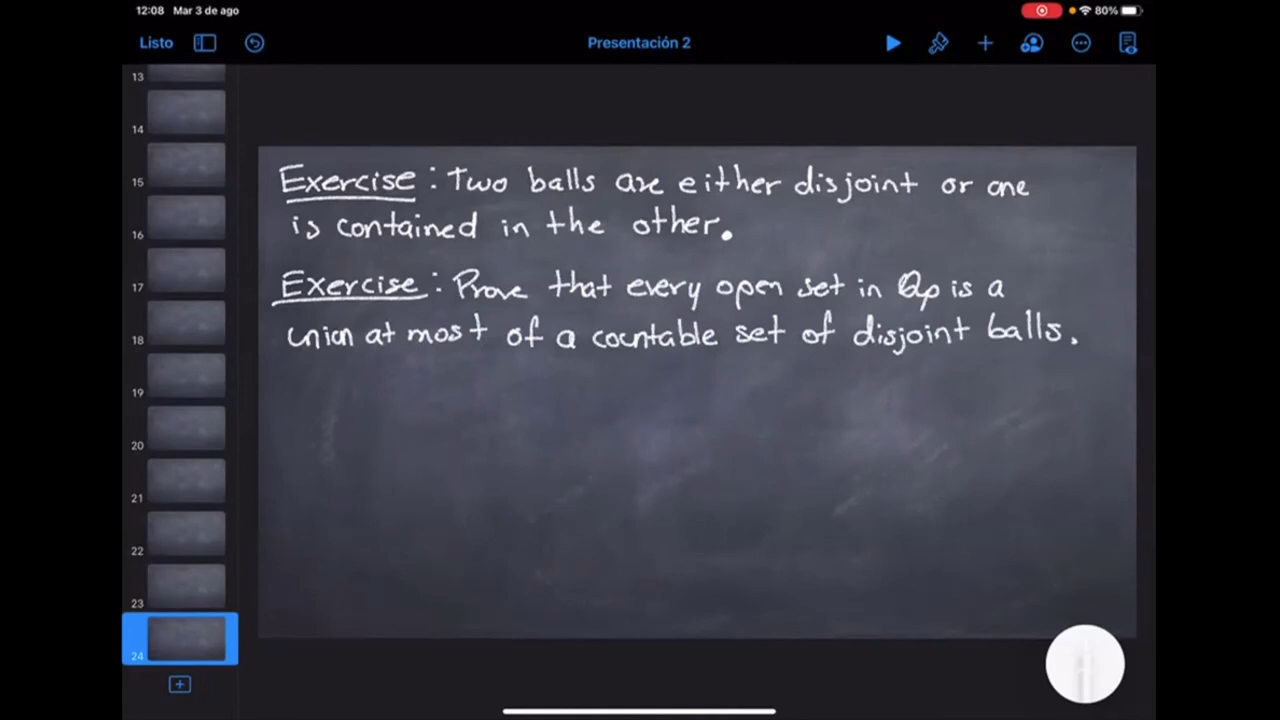 12:08 Mar 3 de ago
80%
Listo
Presentación 2
13
14
15
16
17
18
19
20
21
22
23
24
Exercise: Two balls are either disjoint or one
is contained in the other.
Exercise: Prove that every open set in Qp is a
union at most of a countable set of disjoint balls.